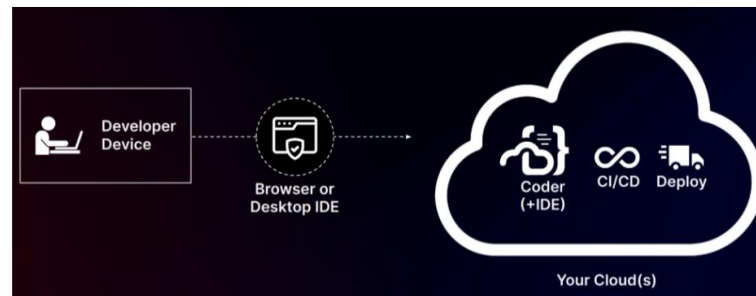 Developer
Device
Browser or
Desktop IDE
Coder
(+IDE)
CI/CD
Deploy
Your Cloud(s)